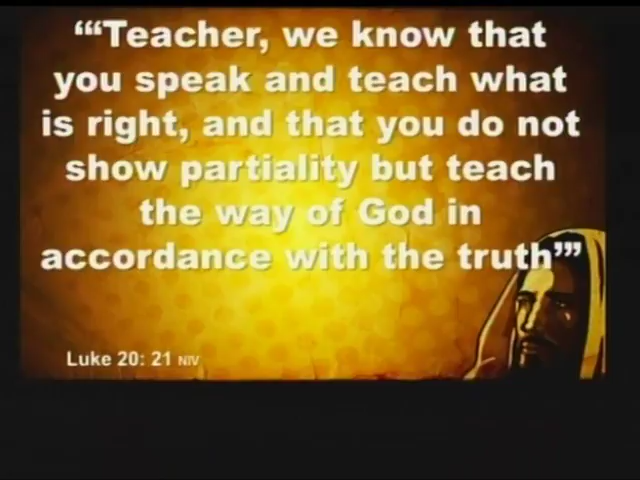 “‘“Teacher, we know that
you speak and teach what
is right, and that you do not
show partiality but teach
the way of God in
accordance with the truth”’”
Luke 20: 21 NIV